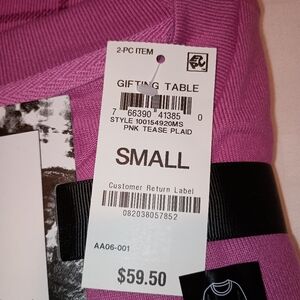 2-PC ITEM
GIFTING TABLE
7 66390 41385 0
STYLE 100154920MS
PNK TEASE PLAID
SMALL
Customer Return Label
082038057852
AA06-001
$59.50